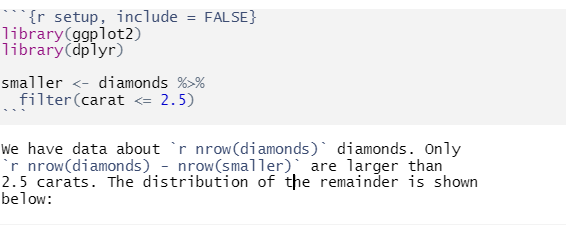 ```{r setup, include = FALSE}
library(ggplot2)
library(dplyr)
smaller <- diamonds %>%
  filter(carat <= 2.5)
```
We have data about `r nrow(diamonds)` diamonds. Only
`r nrow(diamonds) - nrow(smaller)` are larger than
2.5 carats. The distribution of the remainder is shown
below: